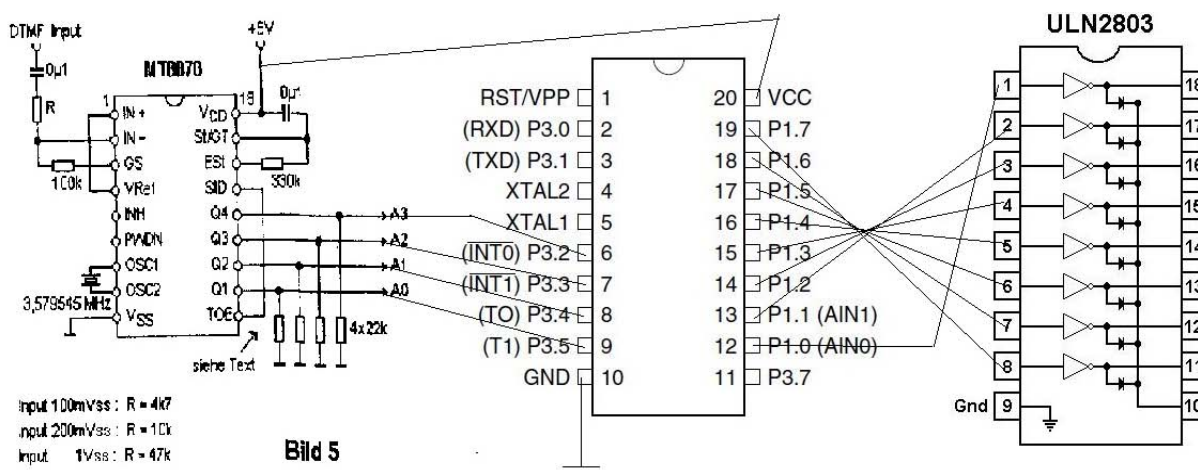 DTMF Input
0µ1
R
100k
+5V
MT8870
1
18
0µ1
330k
IN+
IN-
GS
VRef
INH
PWDN
OSC1
OSC2
VSS
VDD
St/GT
ESt
StD
Q4
Q3
Q2
Q1
TOE
3,579545 MHz
A3
A2
A1
A0
4x22k
siehe Text
Input 100mVss : R = 4k7
nput 200mVss : R = 10k
Input 1Vss : R = 47k
Bild 5
RST/VPP 1
(RXD) P3.0 2
(TXD) P3.1 3
XTAL2 4
XTAL1 5
(INT0) P3.2 6
(INT1) P3.3 7
(TO) P3.4 8
(T1) P3.5 9
GND 10
20 VCC
19 P1.7
18 P1.6
17 P1.5
16 P1.4
15 P1.3
14 P1.2
13 P1.1 (AIN1)
12 P1.0 (AIN0)
11 P3.7
ULN2803
1
2
3
4
5
6
7
8
Gnd 9
18
17
16
15
14
13
12
11
10